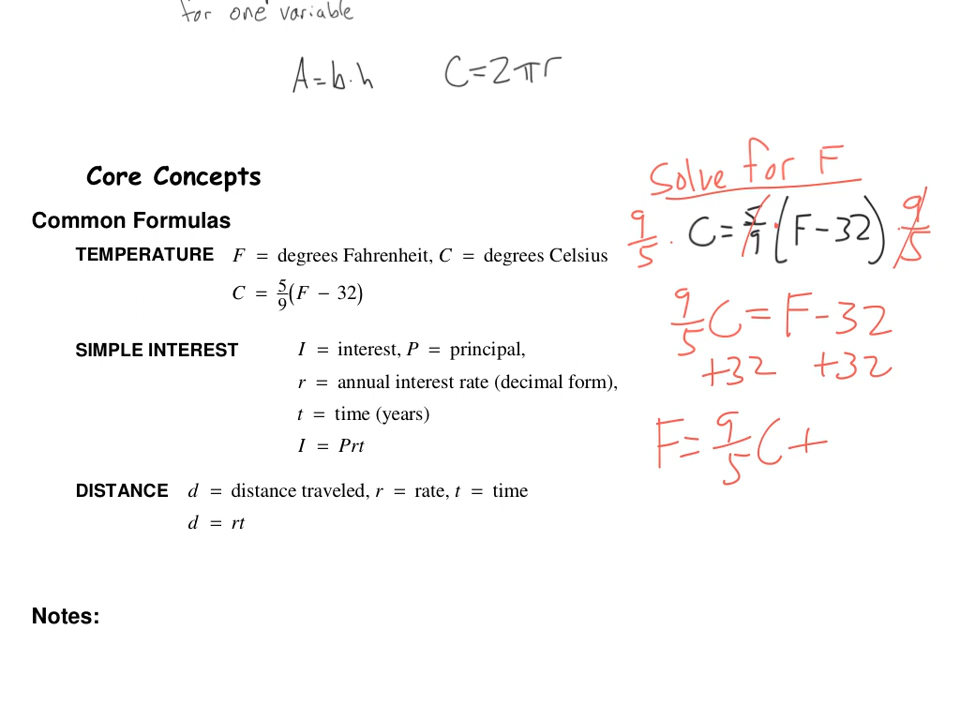 for one variable
A=b·h C=2πr
Core Concepts
Common Formulas
TEMPERATURE F = degrees Fahrenheit, C = degrees Celsius
C = 5/9(F − 32)
SIMPLE INTEREST I = interest, P = principal,
r = annual interest rate (decimal form),
t = time (years)
I = Prt
DISTANCE d = distance traveled, r = rate, t = time
d = rt
Notes:
Solve for F
9/5 · C = 5/9 · (F-32) 9/5
9/5 C = F-32
+32 +32
F = 9/5 C +